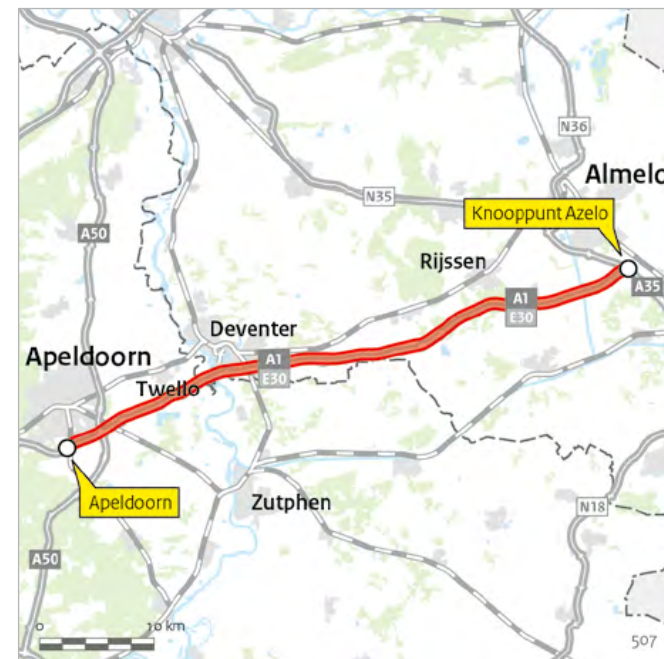 N36
Almelo
N35
Knooppunt Azelo
A50
Rijssen
A35
A1
E30
Deventer
Apeldoorn
A1
E30
Twello
Apeldoorn
Zutphen
N18
A50
0 10 km
507